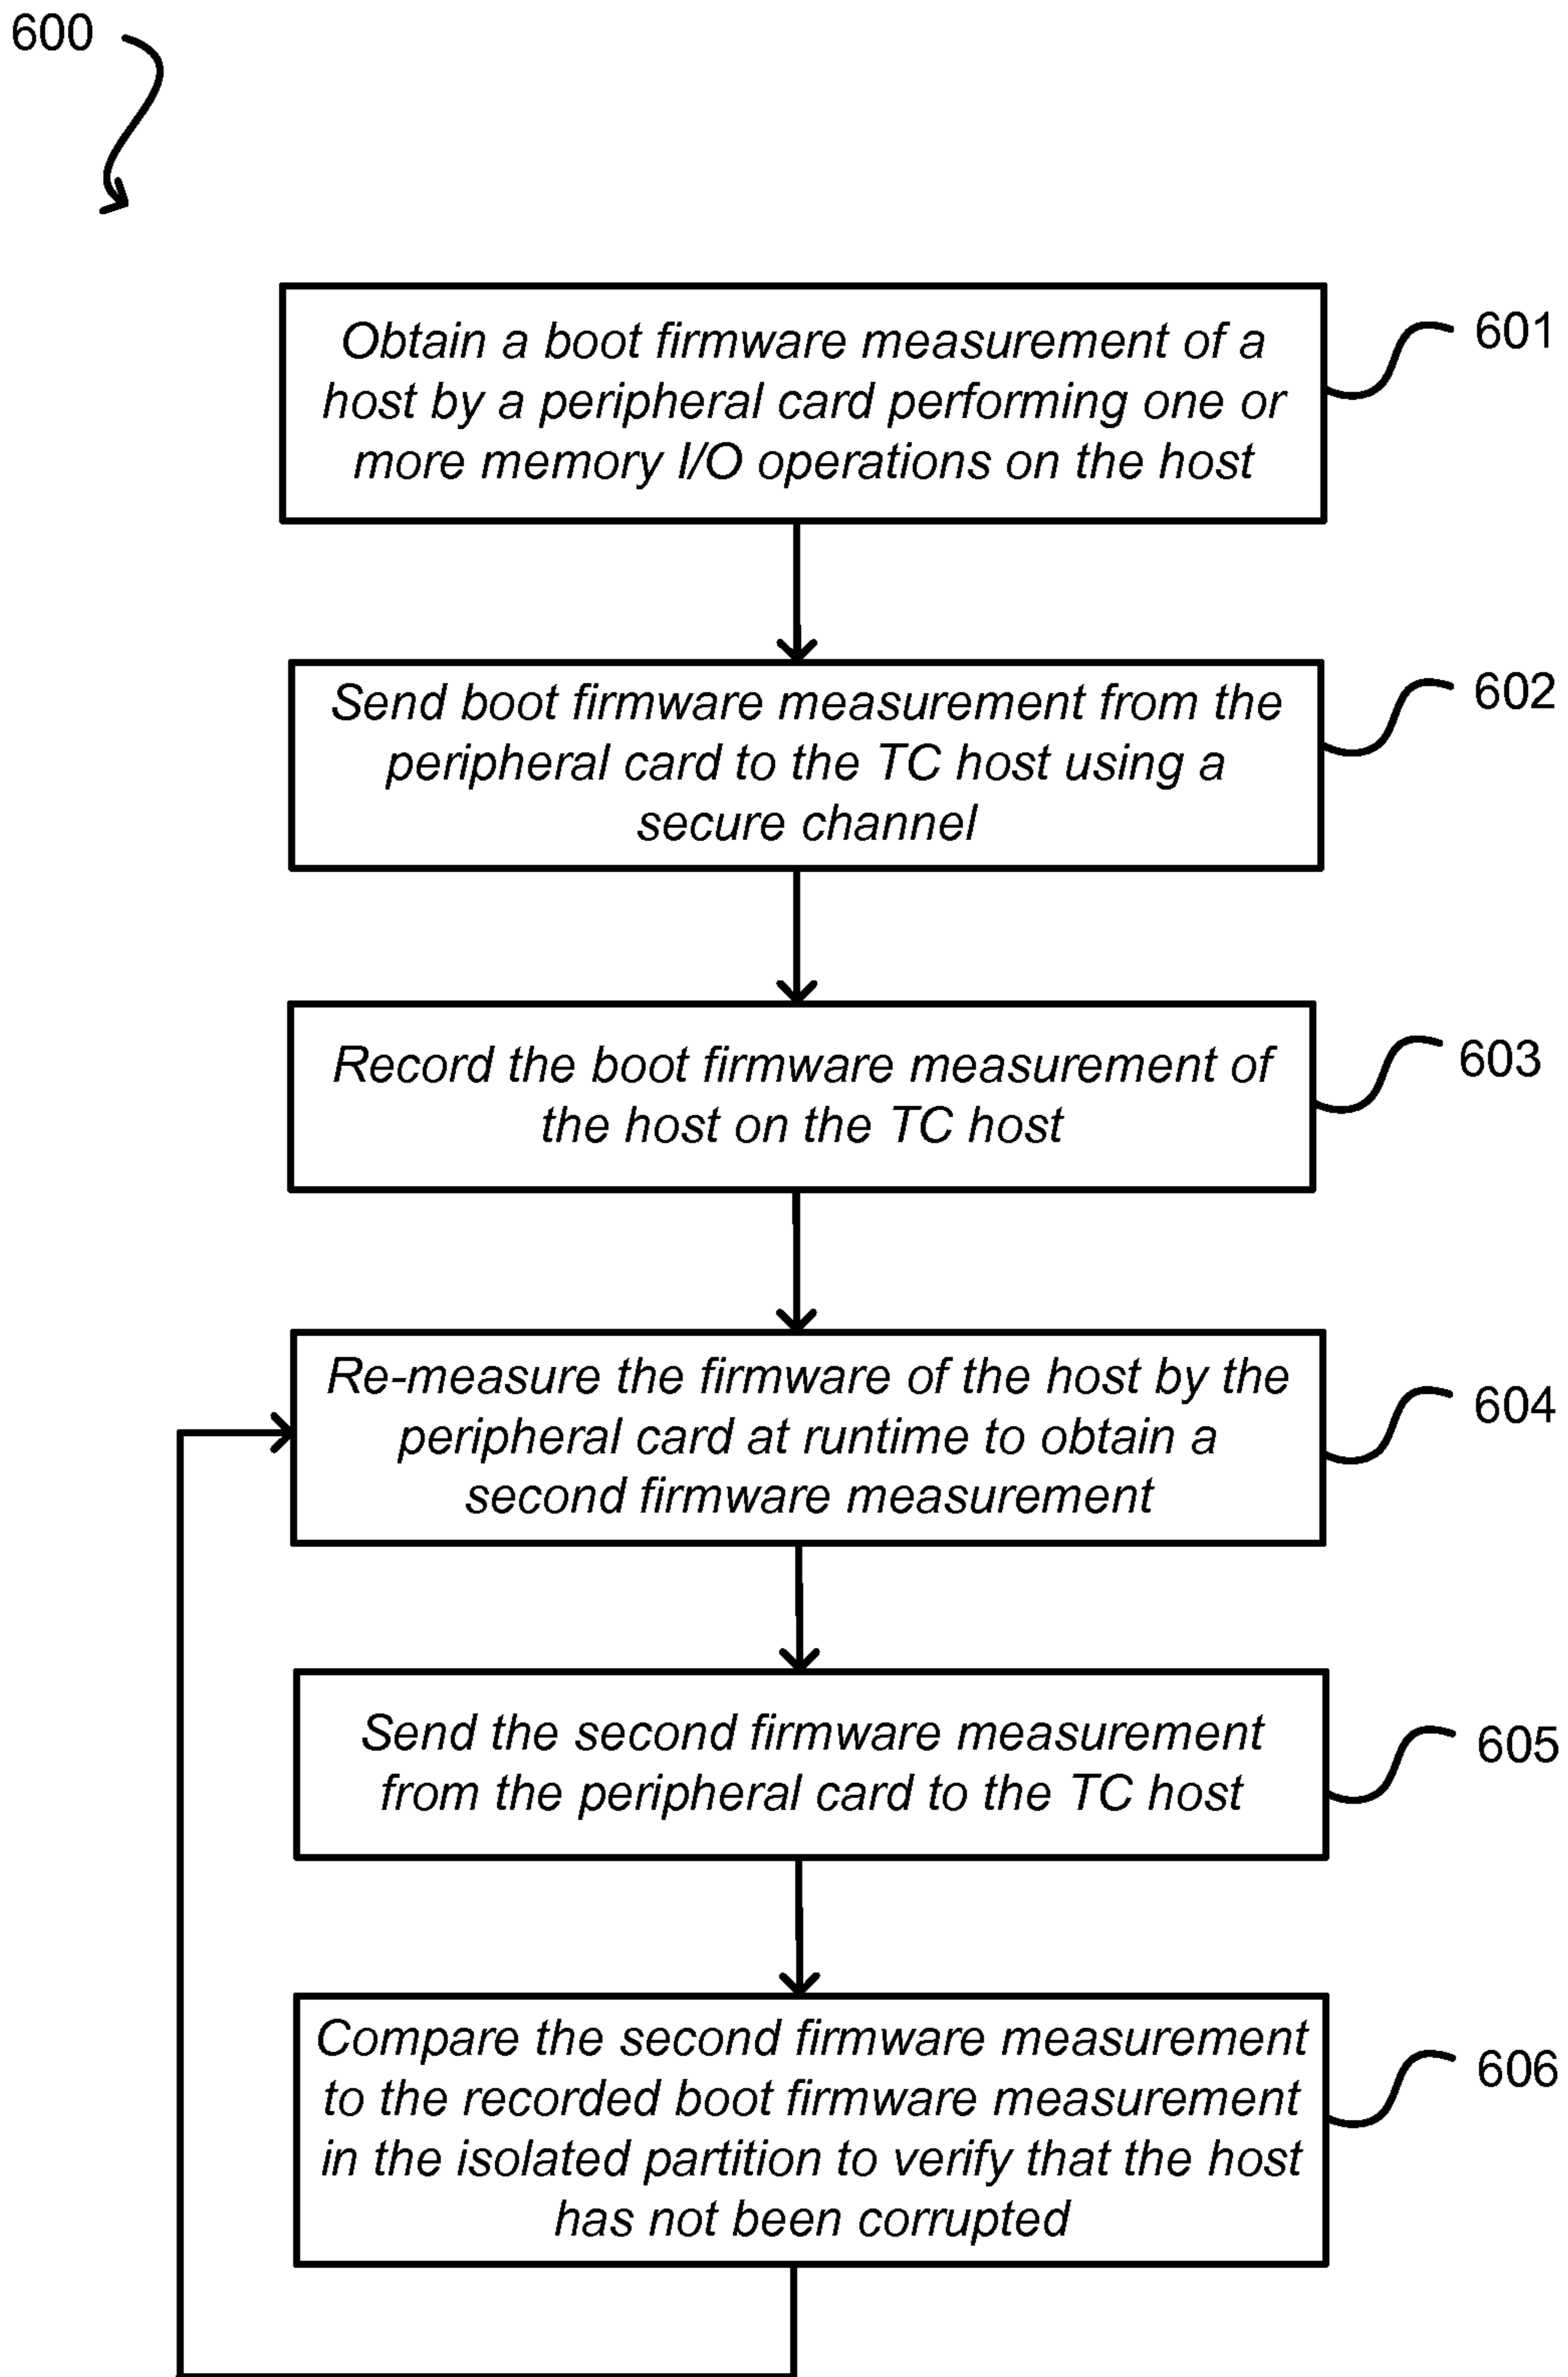 600
Obtain a boot firmware measurement of a
host by a peripheral card performing one or
more memory I/O operations on the host
601
Send boot firmware measurement from the
peripheral card to the TC host using a
secure channel
602
Record the boot firmware measurement of
the host on the TC host
603
Re-measure the firmware of the host by the
peripheral card at runtime to obtain a
second firmware measurement
604
Send the second firmware measurement
from the peripheral card to the TC host
605
Compare the second firmware measurement
to the recorded boot firmware measurement
in the isolated partition to verify that the host
has not been corrupted
606